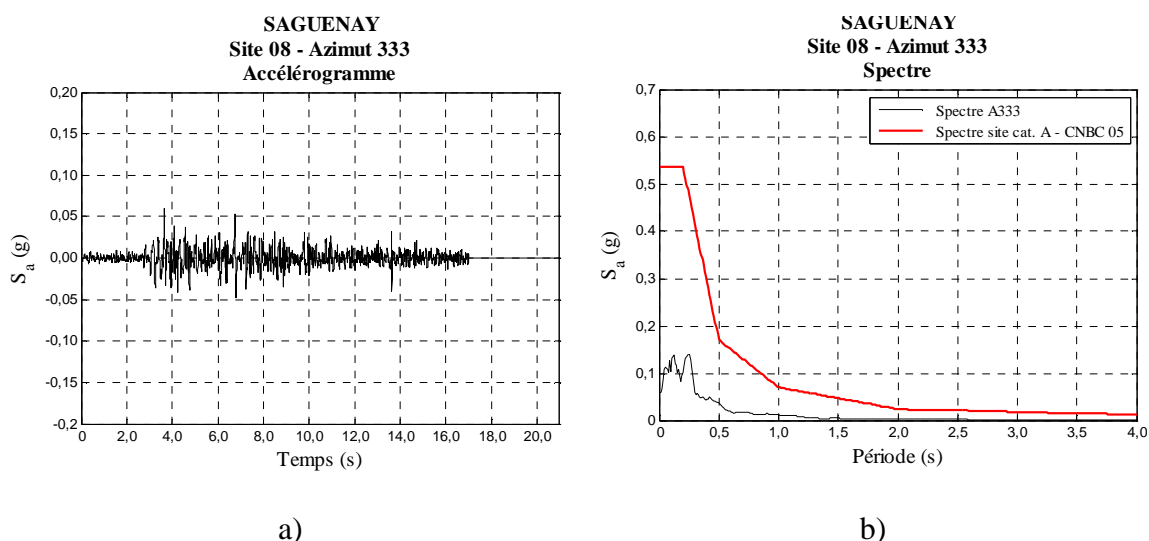 SAGUENAY
Site 08 - Azimut 333
Accélérogramme
0,20
0,15
0,10
0,05
0,00
-0,05
-0,10
-0,15
-0,2
S_a (g)
0 2,0 4,0 6,0 8,0 10,0 12,0 14,0 16,0 18,0 20,0
Temps (s)
a)
SAGUENAY
Site 08 - Azimut 333
Spectre
Spectre A333
Spectre site cat. A - CNBC 05
0,7
0,6
0,5
0.4
0,3
0,2
0,1
0
S_a (g)
0 0,5 1,0 1,5 2,0 2,5 3,0 3,5 4,0
Période (s)
b)